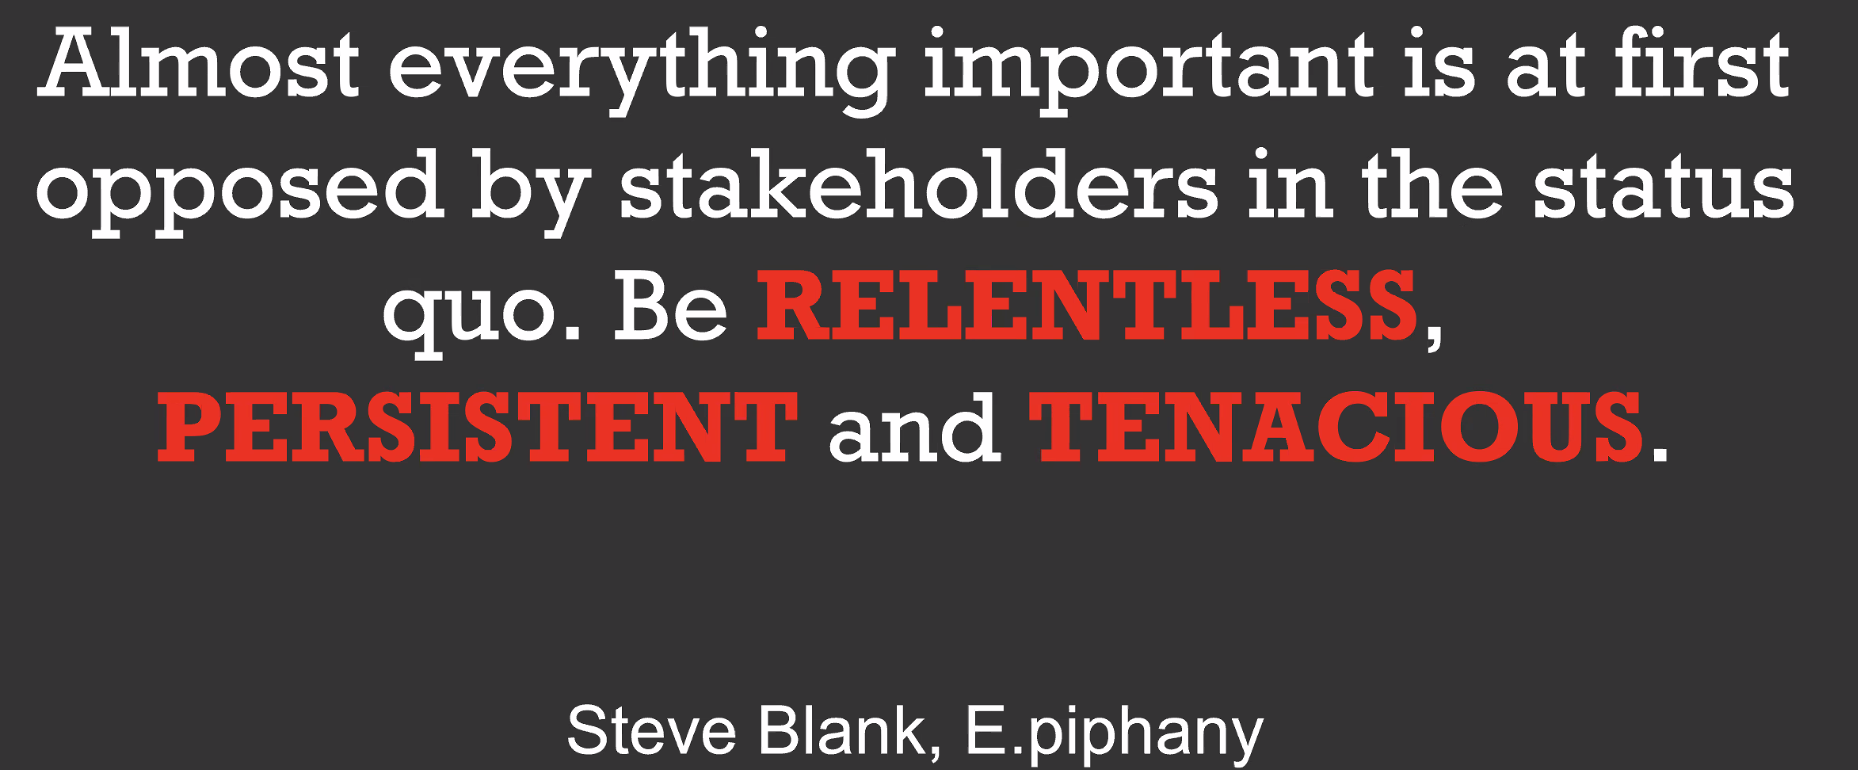 Almost everything important is at first
opposed by stakeholders in the status
quo. Be RELENTLESS,
PERSISTENT and TENACIOUS.
Steve Blank, E.piphany